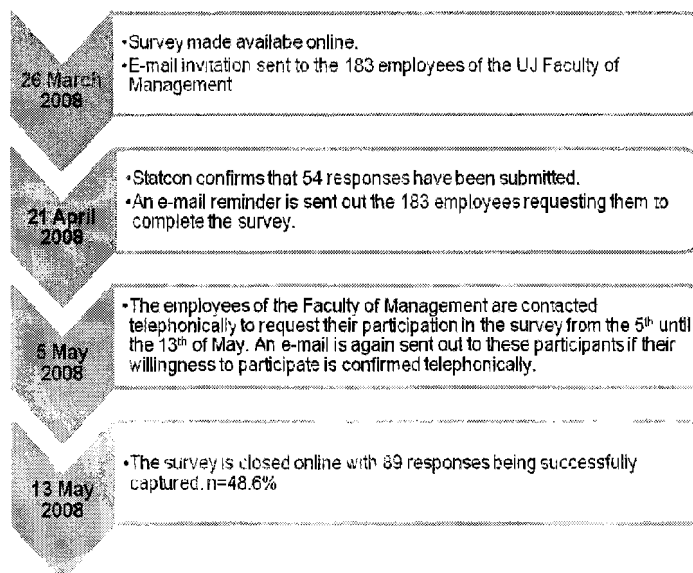 26 March
2008
•Survey made availabe online.
•E-mail invitation sent to the 183 employees of the UJ Faculty of
Management
21 April
2008
•Statcon confirms that 54 responses have been submitted.
•An e-mail reminder is sent out the 183 employees requesting them to
complete the survey.
5 May
2008
•The employees of the Faculty of Management are contacted
telephonically to request their participation in the survey from the 5th until
the 13th of May. An e-mail is again sent out to these participants if their
willingness to participate is confirmed telephonically.
13 May
2008
•The survey is closed online with 89 responses being successfully
captured. n=48.6%